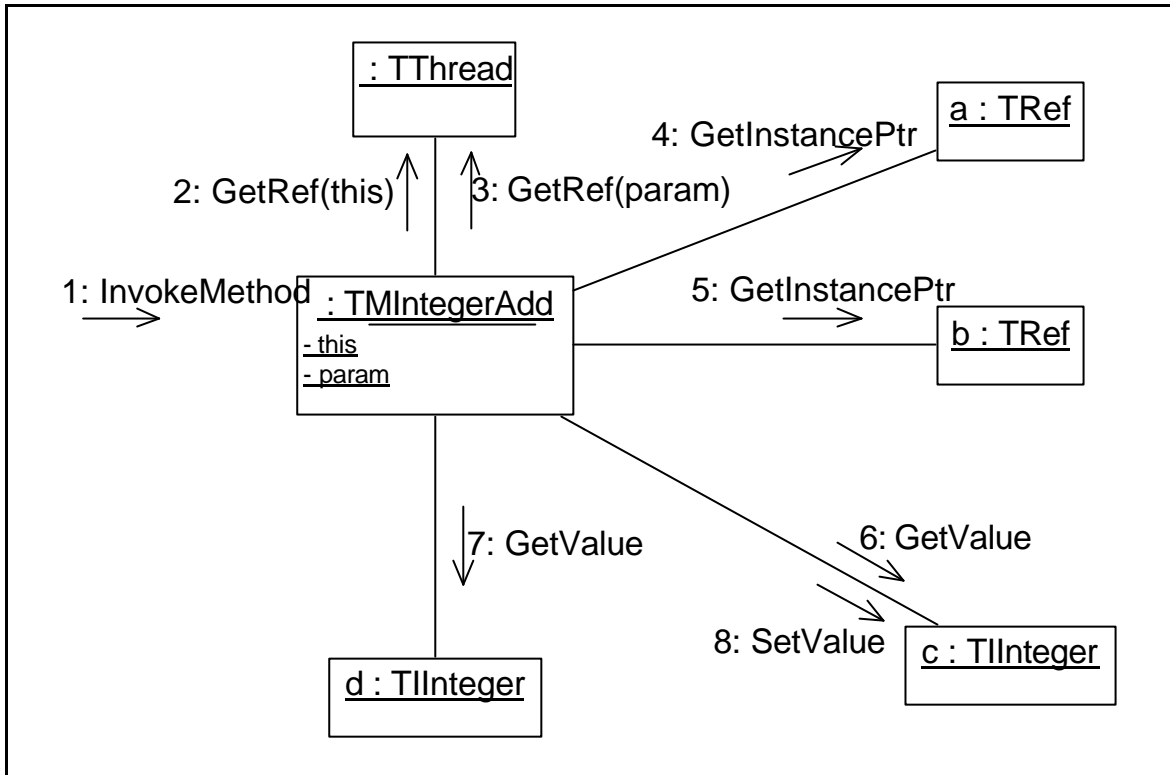 : TThread
a : TRef
4: GetInstancePtr
2: GetRef(this)
3: GetRef(param)
1: InvokeMethod
: TMIntegerAdd
- this
- param
5: GetInstancePtr
b : TRef
7: GetValue
6: GetValue
8: SetValue
c : TIInteger
d : TIInteger